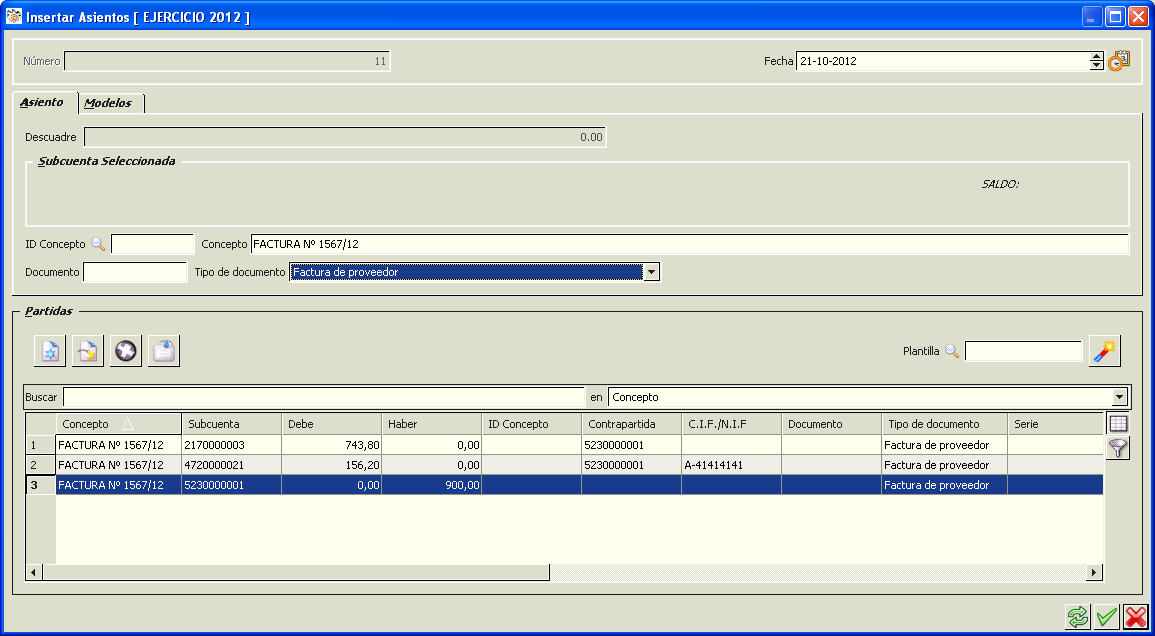 Insertar Asientos [ EJERCICIO 2012 ]
Número 11 Fecha 21-10-2012
Asiento Modelos
Descuadre 0.00
Subcuenta Seleccionada
SALDO:
ID Concepto Concepto FACTURA Nº 1567/12
Documento Tipo de documento Factura de proveedor
Partidas
Plantilla
Buscar en Concepto
Concepto Subcuenta Debe Haber ID Concepto Contrapartida C.I.F./N.I.F Documento Tipo de documento Serie
1 FACTURA Nº 1567/12 2170000003 743,80 0,00 5230000001 Factura de proveedor
2 FACTURA Nº 1567/12 4720000021 156,20 0,00 5230000001 A-41414141 Factura de proveedor
3 FACTURA Nº 1567/12 5230000001 0,00 900,00 Factura de proveedor